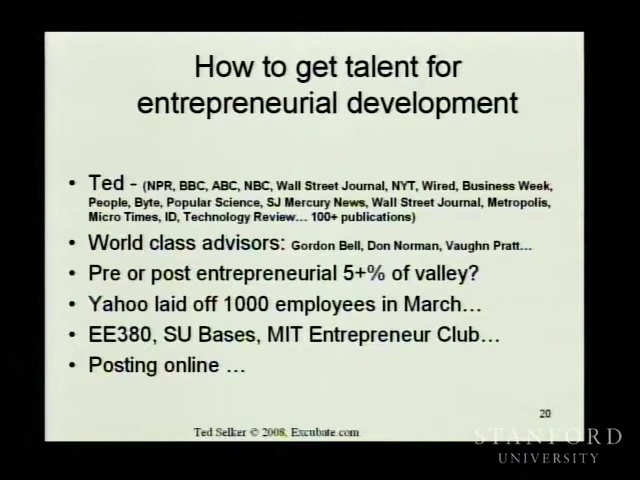 How to get talent for
entrepreneurial development
• Ted - (NPR, BBC, ABC, NBC, Wall Street Journal, NYT, Wired, Business Week,
People, Byte, Popular Science, SJ Mercury News, Wall Street Journal, Metropolis,
Micro Times, ID, Technology Review... 100+ publications)
• World class advisors: Gordon Bell, Don Norman, Vaughn Pratt...
• Pre or post entrepreneurial 5+% of valley?
• Yahoo laid off 1000 employees in March...
• EE380, SU Bases, MIT Entrepreneur Club...
• Posting online ...
20
Ted Selker © 2008, Excubate.com
STANFORD
UNIVERSITY